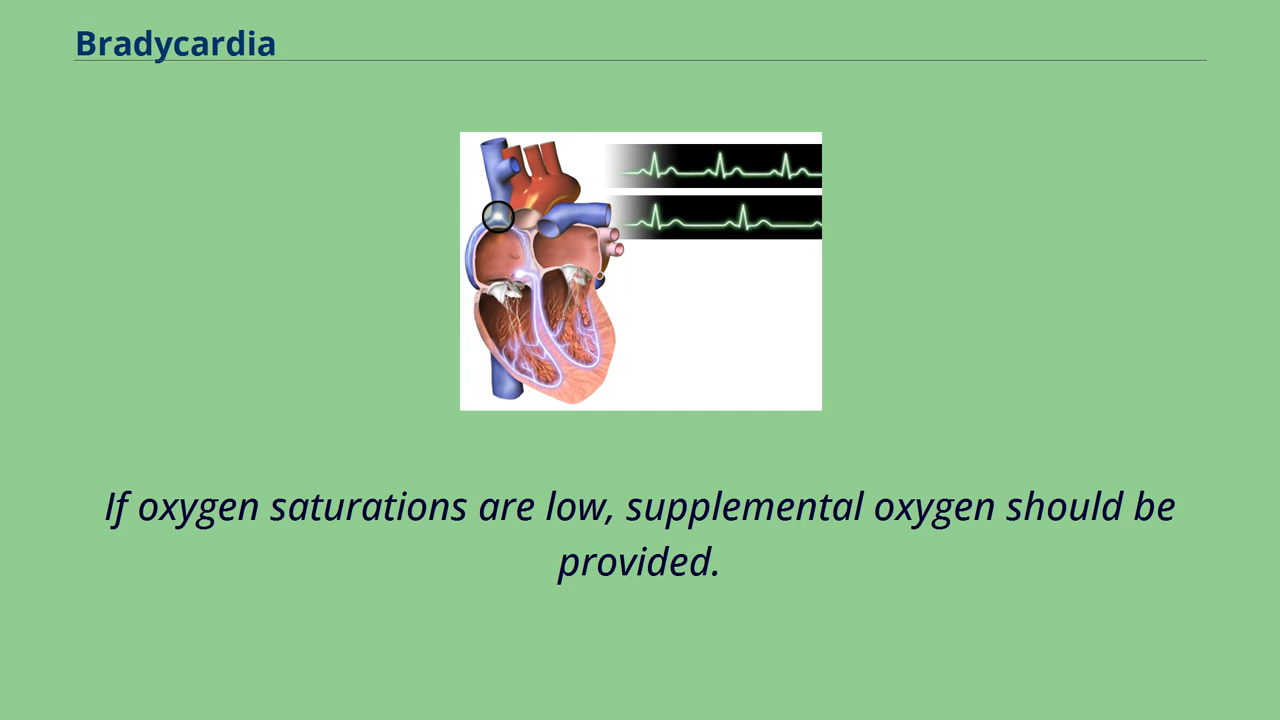 Bradycardia
If oxygen saturations are low, supplemental oxygen should be
provided.